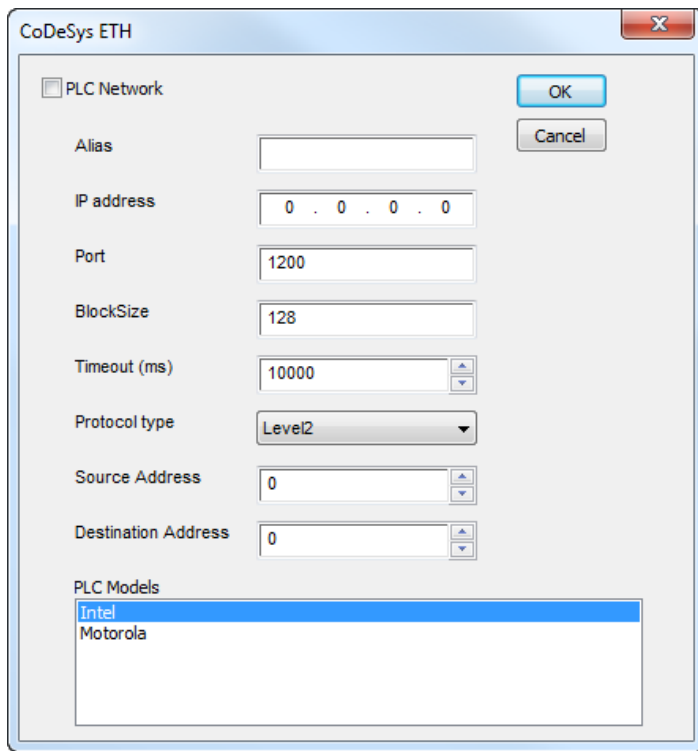 CoDeSys ETH
PLC Network
OK
Cancel
Alias
IP address
0 . 0 . 0 . 0
Port
1200
BlockSize
128
Timeout (ms)
10000
Protocol type
Level2
Source Address
0
Destination Address
0
PLC Models
Intel
Motorola